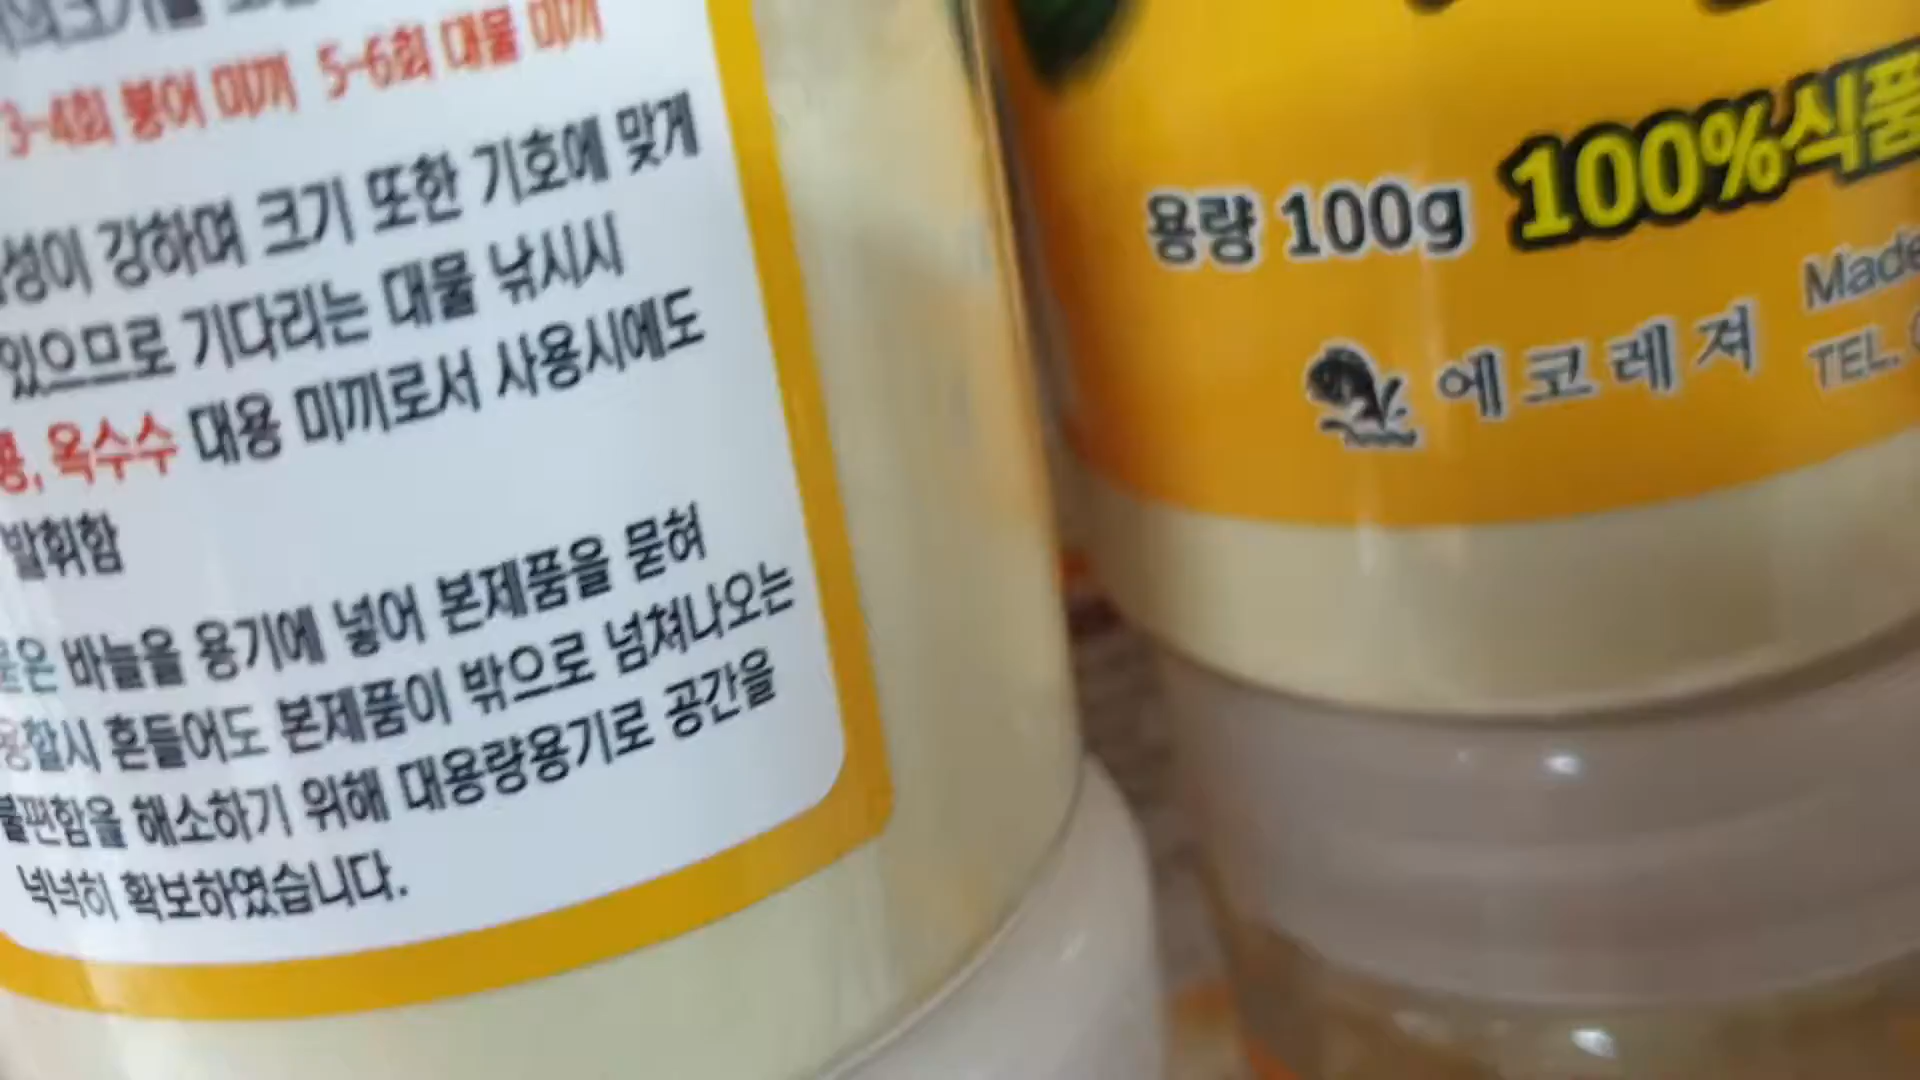 3-4회 붕어 미끼 5-6회 대물 미끼
성이 강하며 크기 또한 기호에 맞게
있으므로 기다리는 대물 낚시시
옥수수 대용 미끼로서 사용시에도
발휘함
바늘을 용기에 넣어 본제품을 묻혀
흔들어도 본제품이 밖으로 넘쳐나오는
불편함을 해소하기 위해 대용량용기로 공간을
넉넉히 확보하였습니다.
용량 100g 100%식품
에코레져
Made
TEL.